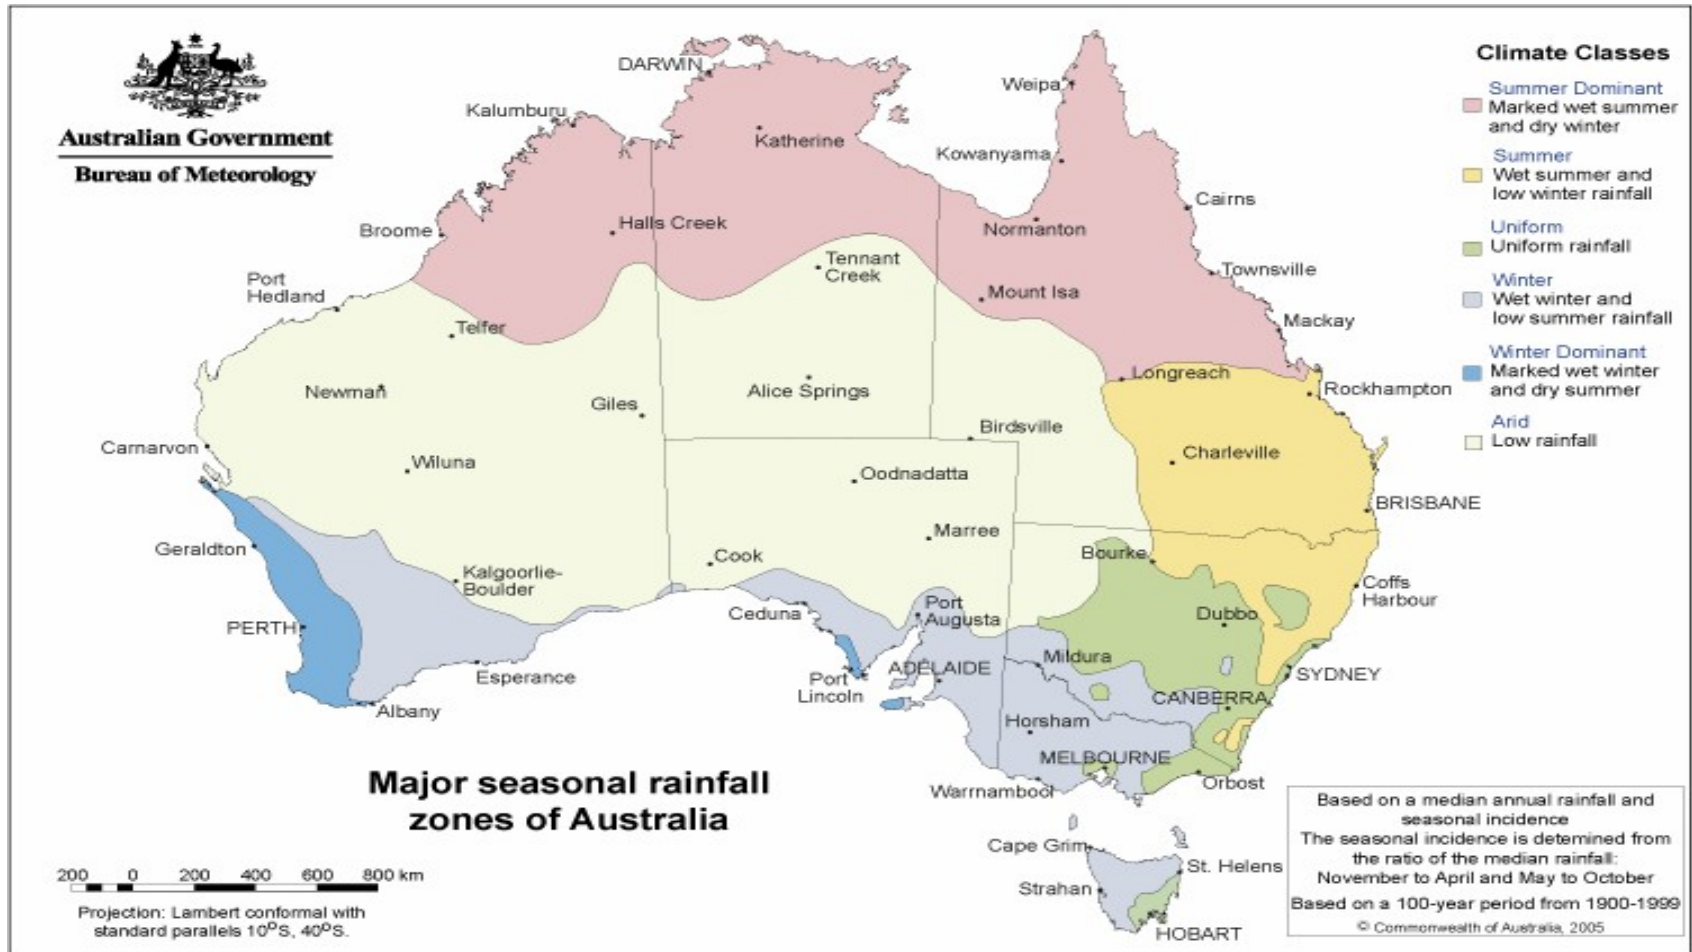 Australian Government
Bureau of Meteorology
Climate Classes
Summer Dominant
Marked wet summer
and dry winter
Summer
Wet summer and
low winter rainfall
Uniform
Uniform rainfall
Winter
Wet winter and
low summer rainfall
Winter Dominant
Marked wet winter
and dry summer
Arid
Low rainfall
DARWIN
Weipa
Kalumburu
Katherine
Kowanyama
Cairns
Broome
Halls Creek
Normanton
Tennant
Creek
Townsville
Port
Hedland
Mount Isa
Mackay
Telfer
Longreach
Rockhampton
Newman
Alice Springs
Giles
Birdsville
Carnarvon
Charleville
Wiluna
Oodnadatta
BRISBANE
Marree
Geraldton
Cook
Bourke
Kalgoorlie-
Boulder
Coffs
Harbour
Ceduna
Port
Augusta
Dubbo
PERTH
Mildura
ADELAIDE
Esperance
Port
Lincoln
SYDNEY
CANBERRA
Albany
Horsham
MELBOURNE
Orbost
Warrnambool
Major seasonal rainfall
zones of Australia
Cape Grim
St. Helens
Strahan
HOBART
200 0 200 400 600 800 km
Projection: Lambert conformal with
standard parallels 10°S, 40°S.
Based on a median annual rainfall and
seasonal incidence
The seasonal incidence is detemined from
the ratio of the median rainfall:
November to April and May to October
Based on a 100-year period from 1900-1999
© Commonwealth of Australia, 2005